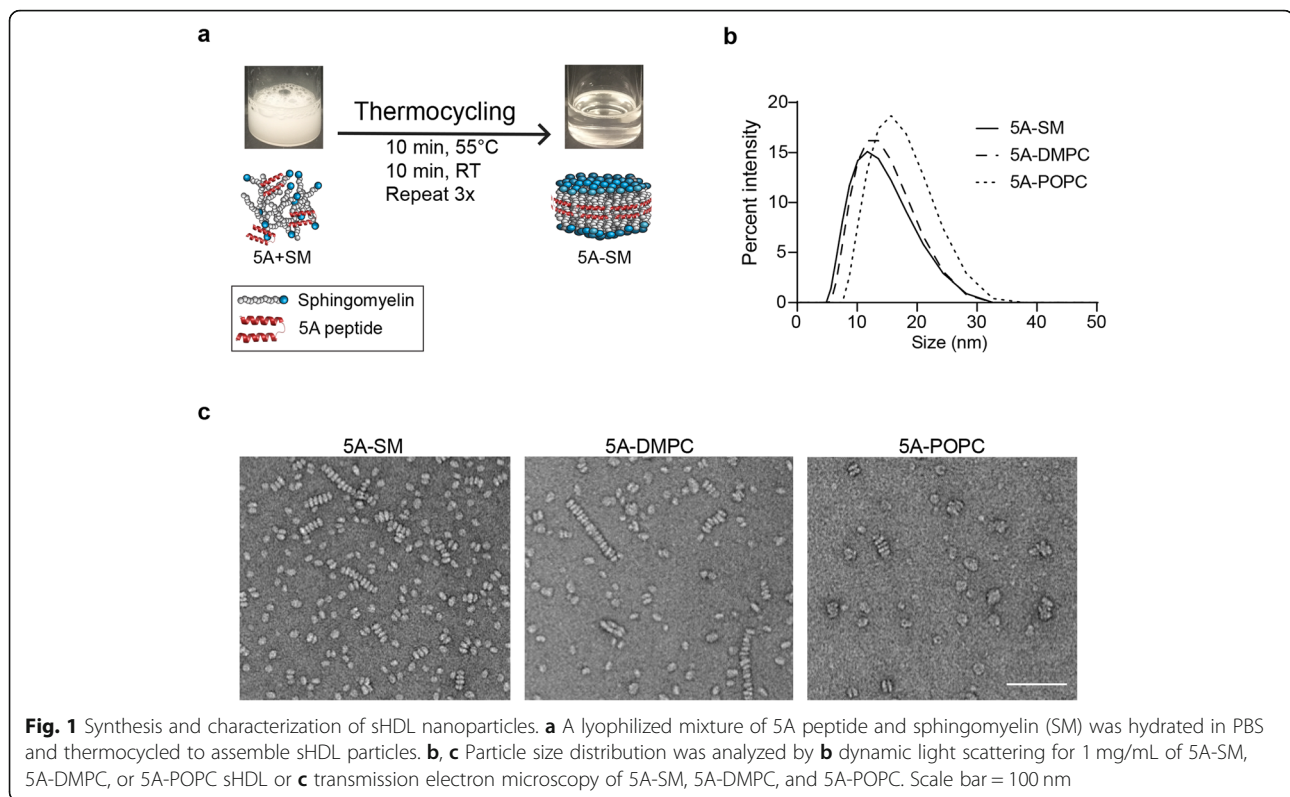 a
Thermocycling
10 min, 55°C
10 min, RT
Repeat 3x
5A+SM
5A-SM
Sphingomyelin
5A peptide
b
Percent intensity
20
15
10
5
0
0 10 20 30 40 50
Size (nm)
5A-SM
5A-DMPC
5A-POPC
c
5A-SM 5A-DMPC 5A-POPC
Fig. 1 Synthesis and characterization of sHDL nanoparticles. a A lyophilized mixture of 5A peptide and sphingomyelin (SM) was hydrated in PBS
and thermocycled to assemble sHDL particles. b, c Particle size distribution was analyzed by b dynamic light scattering for 1 mg/mL of 5A-SM,
5A-DMPC, or 5A-POPC sHDL or c transmission electron microscopy of 5A-SM, 5A-DMPC, and 5A-POPC. Scale bar = 100 nm